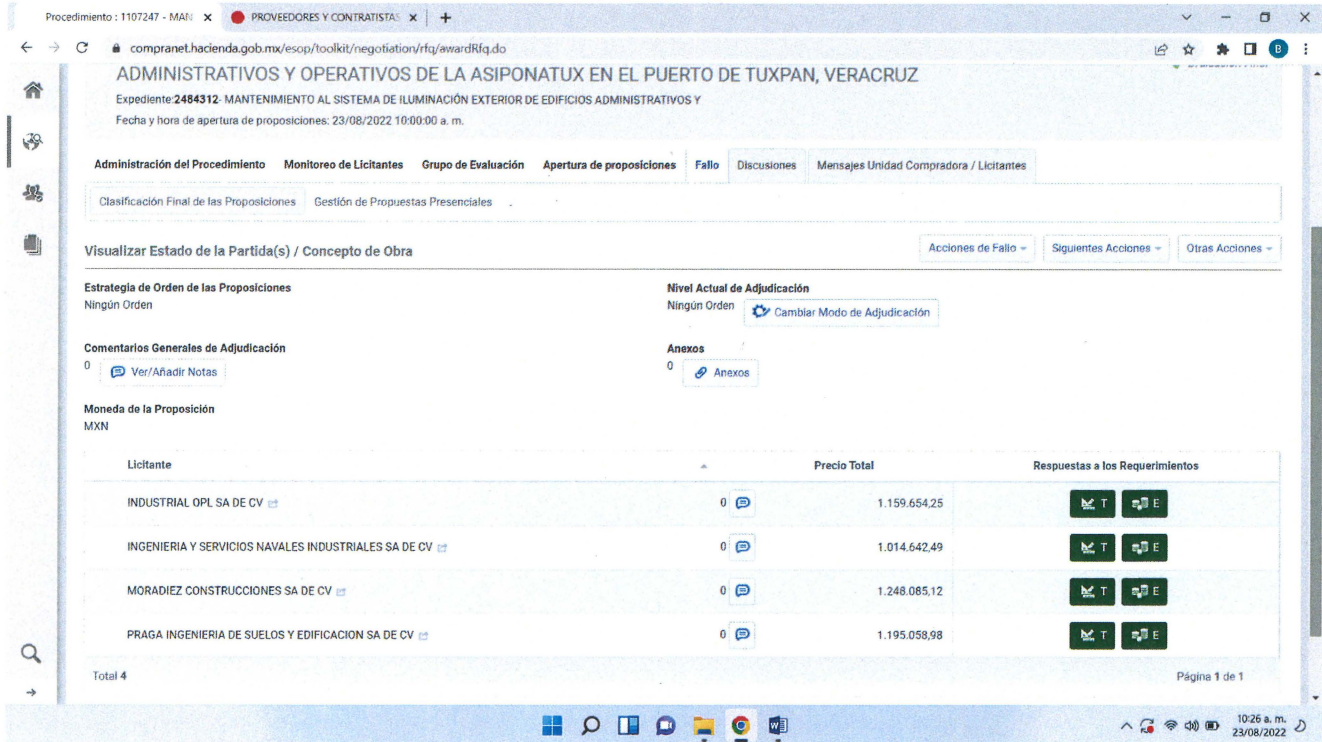 Procedimiento : 1107247 - MAN
PROVEEDORES Y CONTRATISTAS
compranet.hacienda.gob.mx/esop/toolkit/negotiation/rfq/awardRfq.do
B
ADMINISTRATIVOS Y OPERATIVOS DE LA ASIPONATUX EN EL PUERTO DE TUXPAN, VERACRUZ
Expediente:2484312- MANTENIMIENTO AL SISTEMA DE ILUMINACIÓN EXTERIOR DE EDIFICIOS ADMINISTRATIVOS Y
Fecha y hora de apertura de proposiciones: 23/08/2022 10:00:00 a. m.
Administración del Procedimiento Monitoreo de Licitantes Grupo de Evaluación Apertura de proposiciones Fallo Discusiones Mensajes Unidad Compradora / Licitantes
Clasificación Final de las Proposiciones Gestión de Propuestas Presenciales
Visualizar Estado de la Partida(s) / Concepto de Obra Acciones de Fallo Siguientes Acciones Otras Acciones
Estrategia de Orden de las Proposiciones Nivel Actual de Adjudicación
Ningún Orden Ningún Orden Cambiar Modo de Adjudicación
Comentarios Generales de Adjudicación Anexos
0 Ver/Añadir Notas 0 Anexos
Moneda de la Proposición
MXN
Licitante Precio Total Respuestas a los Requerimientos
INDUSTRIAL OPL SA DE CV 0 1.159.654,25 T E
INGENIERIA Y SERVICIOS NAVALES INDUSTRIALES SA DE CV 0 1.014.642,49 T E
MORADIEZ CONSTRUCCIONES SA DE CV 0 1.248.085,12 T E
PRAGA INGENIERIA DE SUELOS Y EDIFICACION SA DE CV 0 1.195.058,98 T E
Total 4 Página 1 de 1
10:26 a. m.
23/08/2022